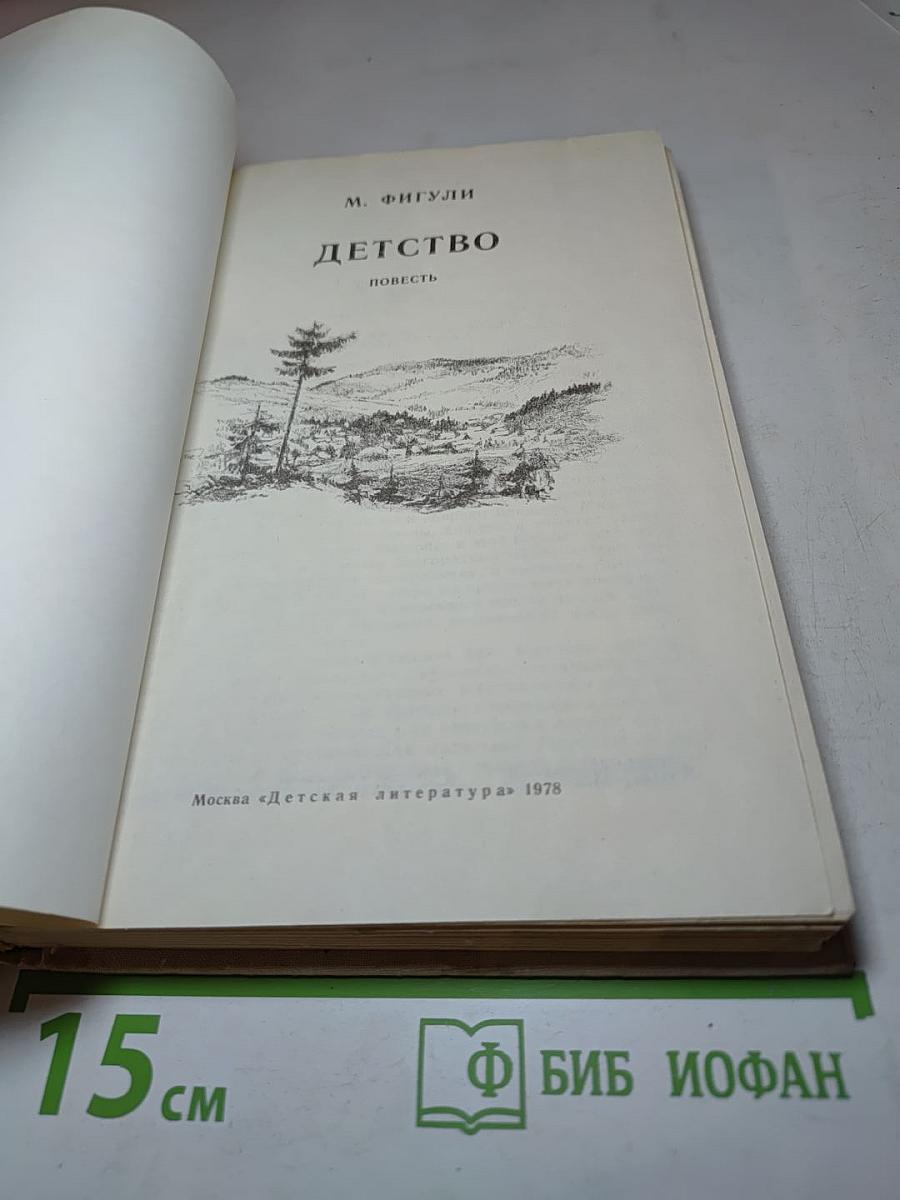 М. ФИГУЛИ
ДЕТСТВО
ПОВЕСТЬ
Москва «Детская литература» 1978
15 см
Ф БИБ ИОФАН